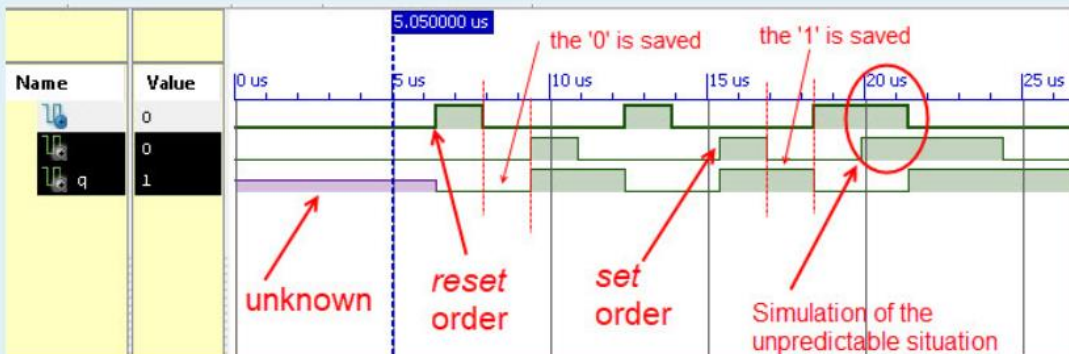 5.050000 us
the '0' is saved
the '1' is saved
Name
Value
0 us
5 us
10 us
15 us
20 us
25 us
0
0
q
1
unknown
reset
order
set
order
Simulation of the
unpredictable situation